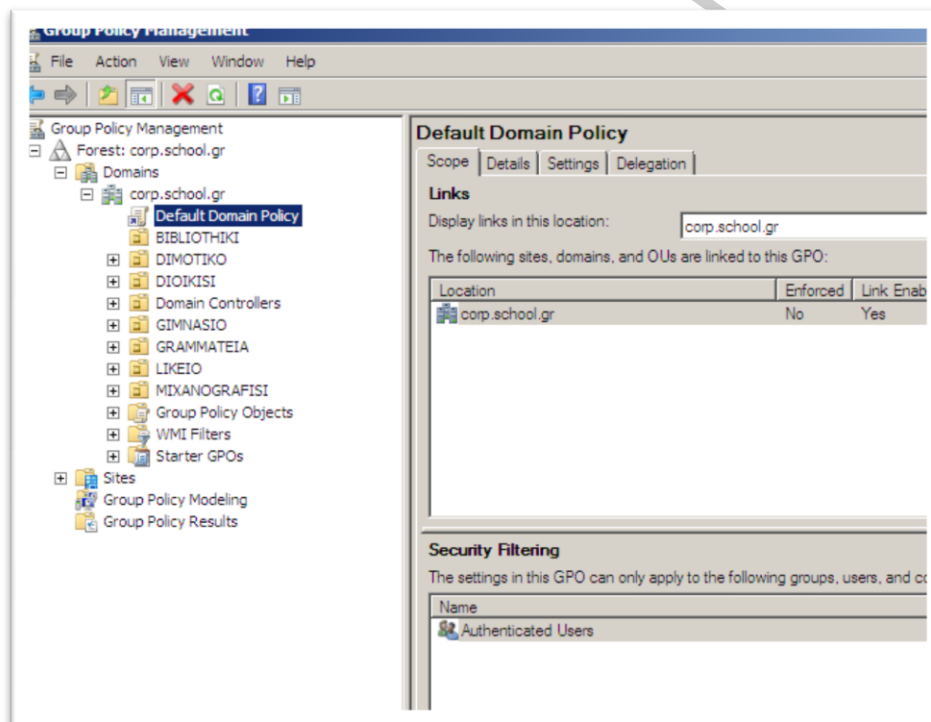 Group Policy Management
File Action View Window Help
Group Policy Management
Forest: corp.school.gr
Domains
corp.school.gr
Default Domain Policy
BIBLIOTHIKI
DIMOTIKO
DIOIKISI
Domain Controllers
GIMNASIO
GRAMMATEIA
LIKEIO
MIXANOGRAFISI
Group Policy Objects
WMI Filters
Starter GPOs
Sites
Group Policy Modeling
Group Policy Results
Default Domain Policy
Scope Details Settings Delegation
Links
Display links in this location: corp.school.gr
The following sites, domains, and OUs are linked to this GPO:
Location Enforced Link Enab
corp.school.gr No Yes
Security Filtering
The settings in this GPO can only apply to the following groups, users, and co
Name
Authenticated Users